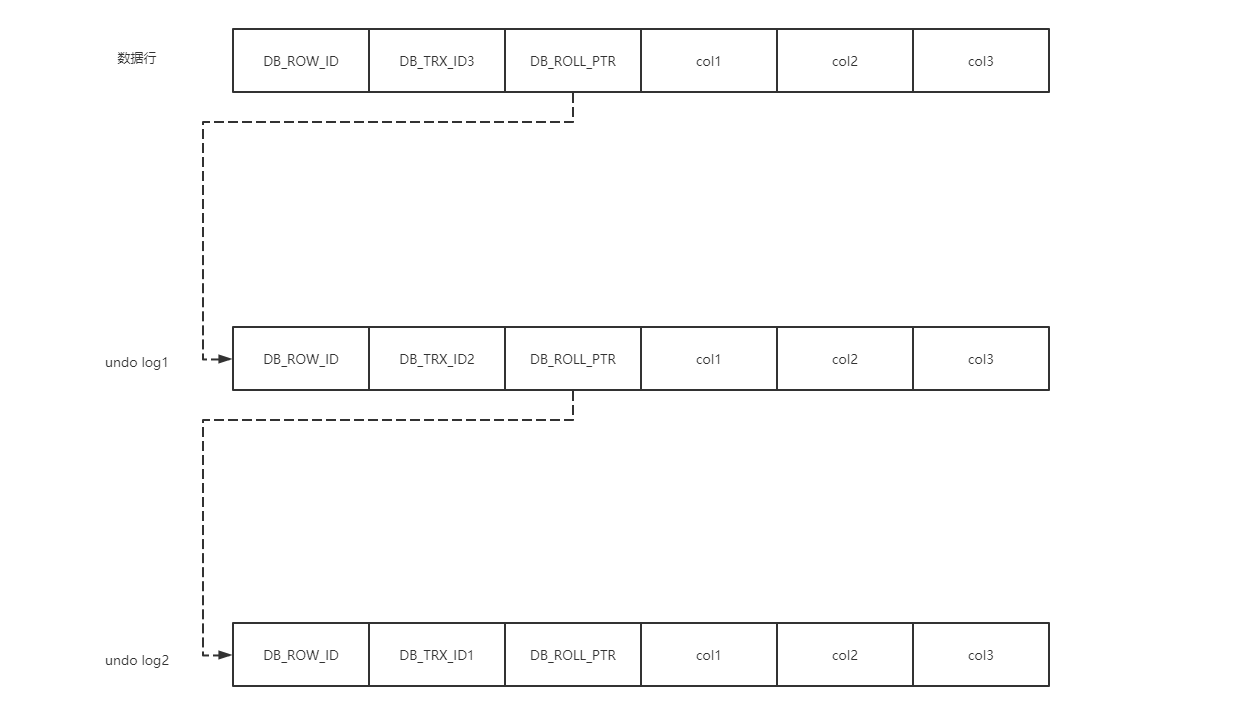 数据行 DB_ROW_ID DB_TRX_ID3 DB_ROLL_PTR col1 col2 col3
undo log1 DB_ROW_ID DB_TRX_ID2 DB_ROLL_PTR col1 col2 col3
undo log2 DB_ROW_ID DB_TRX_ID1 DB_ROLL_PTR col1 col2 col3